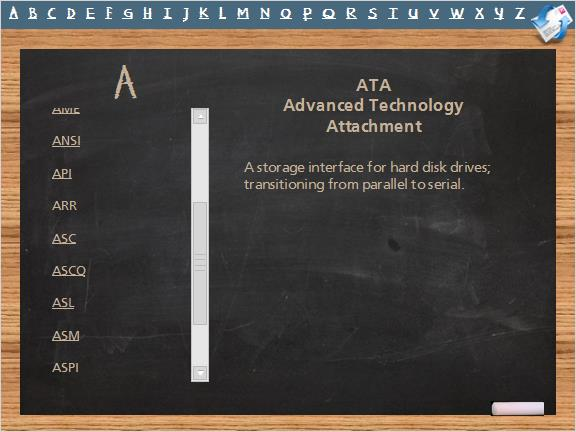 A B C D E F G H I J K L M N O P Q R S T U V W X Y Z
A
AME
ANSI
API
ARR
ASC
ASCQ
ASL
ASM
ASPI
ATA
Advanced Technology
Attachment
A storage interface for hard disk drives;
transitioning from parallel to serial.